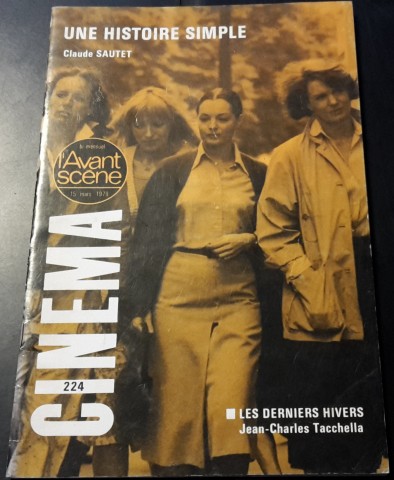 UNE HISTOIRE SIMPLE
Claude SAUTET
bi mensuel
l'Avant
scène
15 mars 1979
CINEMA
224
LES DERNIERS HIVERS
Jean-Charles Tacchella